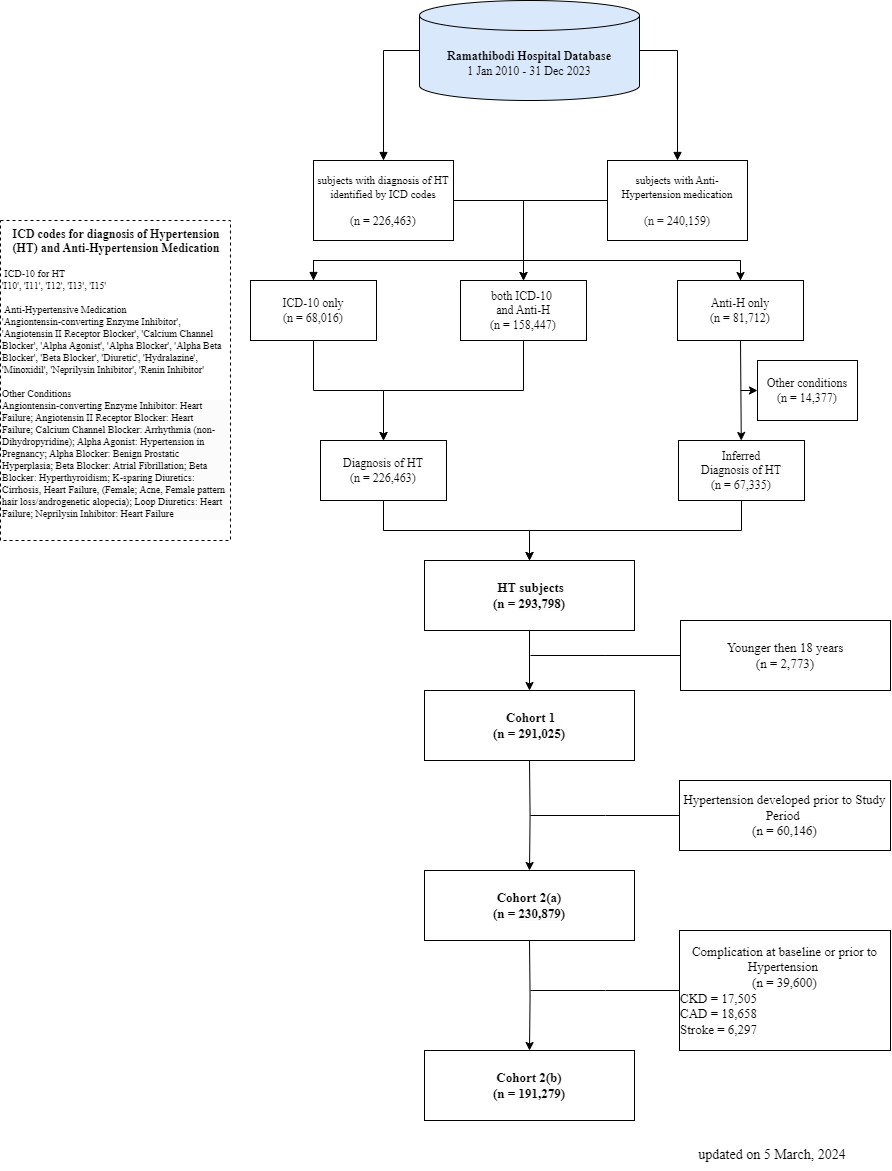 Ramathibodi Hospital Database
1 Jan 2010 - 31 Dec 2023
subjects with diagnosis of HT
identified by ICD codes
(n = 226,463)
subjects with Anti-
Hypertension medication
(n = 240,159)
ICD codes for diagnosis of Hypertension
(HT) and Anti-Hypertension Medication
ICD-10 for HT
'I10', 'I11', 'I12', 'I13', 'I15'
Anti-Hypertensive Medication
'Angiontensin-converting Enzyme Inhibitor',
'Angiotensin II Receptor Blocker', 'Calcium Channel
Blocker', 'Alpha Agonist', 'Alpha Blocker', 'Alpha Beta
Blocker', 'Beta Blocker', 'Diuretic', 'Hydralazine',
'Minoxidil', 'Neprilysin Inhibitor', 'Renin Inhibitor'
Other Conditions
Angiontensin-converting Enzyme Inhibitor: Heart
Failure; Angiotensin II Receptor Blocker: Heart
Failure; Calcium Channel Blocker: Arrhythmia (non-
Dihydropyridine); Alpha Agonist: Hypertension in
Pregnancy; Alpha Blocker: Benign Prostatic
Hyperplasia; Beta Blocker: Atrial Fibrillation; Beta
Blocker: Hyperthyroidism; K-sparing Diuretics:
Cirrhosis, Heart Failure, (Female; Acne, Female pattern
hair loss/androgenetic alopecia); Loop Diuretics: Heart
Failure; Neprilysin Inhibitor: Heart Failure
ICD-10 only
(n = 68,016)
both ICD-10
and Anti-H
(n = 158,447)
Anti-H only
(n = 81,712)
Other conditions
(n = 14,377)
Diagnosis of HT
(n = 226,463)
Inferred
Diagnosis of HT
(n = 67,335)
HT subjects
(n = 293,798)
Younger then 18 years
(n = 2,773)
Cohort 1
(n = 291,025)
Hypertension developed prior to Study
Period
(n = 60,146)
Cohort 2(a)
(n = 230,879)
Complication at baseline or prior to
Hypertension
(n = 39,600)
CKD = 17,505
CAD = 18,658
Stroke = 6,297
Cohort 2(b)
(n = 191,279)
updated on 5 March, 2024